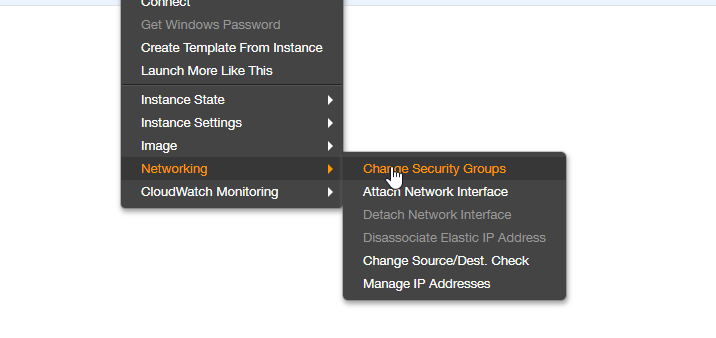 Connect
Get Windows Password
Create Template From Instance
Launch More Like This
Instance State
Instance Settings
Image
Networking
CloudWatch Monitoring
Change Security Groups
Attach Network Interface
Detach Network Interface
Disassociate Elastic IP Address
Change Source/Dest. Check
Manage IP Addresses